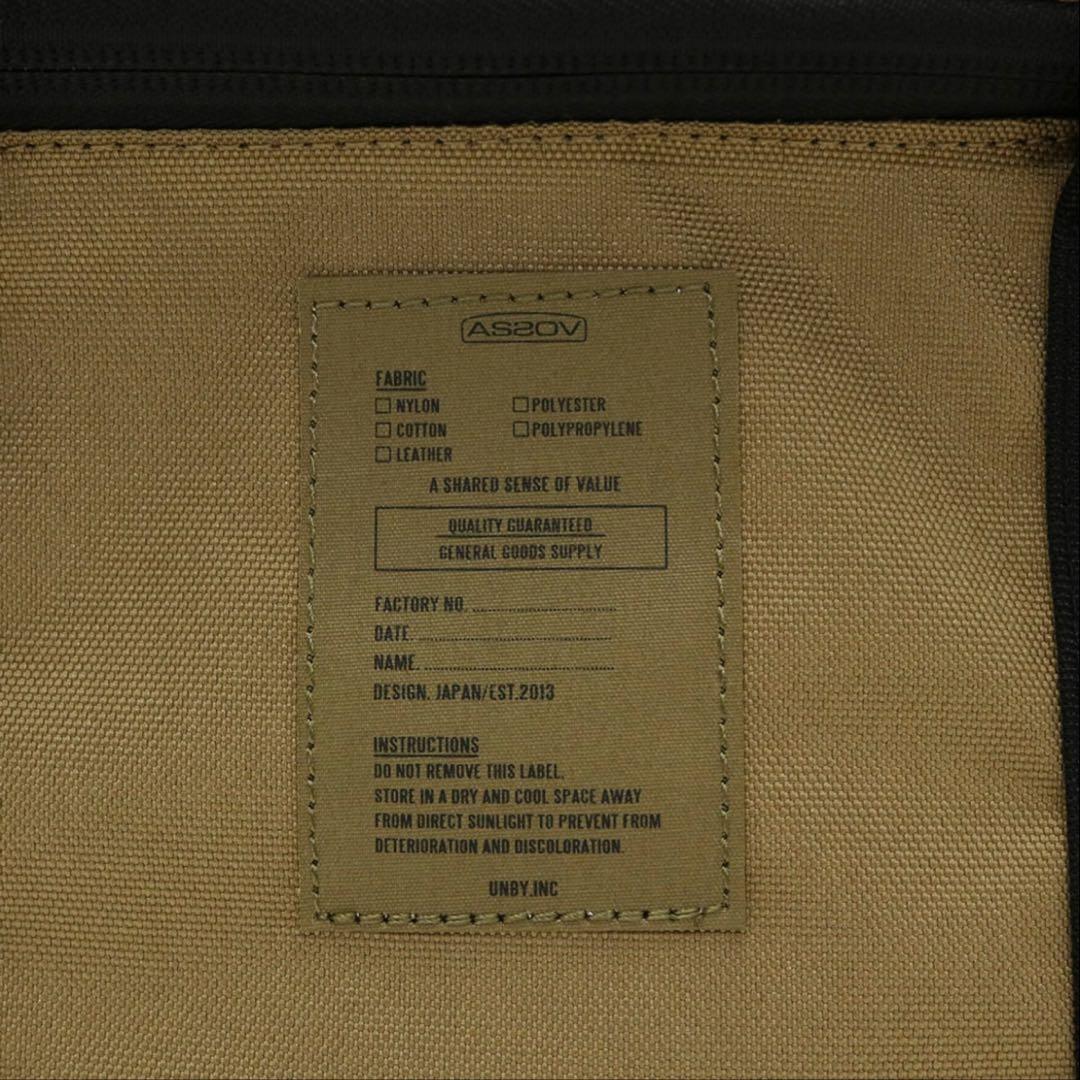 AS2OV
FABRIC
☐ NYLON ☐ POLYESTER
☐ COTTON ☐ POLYPROPYLENE
☐ LEATHER
A SHARED SENSE OF VALUE
QUALITY GUARANTEED
GENERAL GOODS SUPPLY
FACTORY NO. ....................
DATE. ....................
NAME. ....................
DESIGN. JAPAN/EST.2013
INSTRUCTIONS
DO NOT REMOVE THIS LABEL.
STORE IN A DRY AND COOL SPACE AWAY
FROM DIRECT SUNLIGHT TO PREVENT FROM
DETERIORATION AND DISCOLORATION.
UNBY.INC